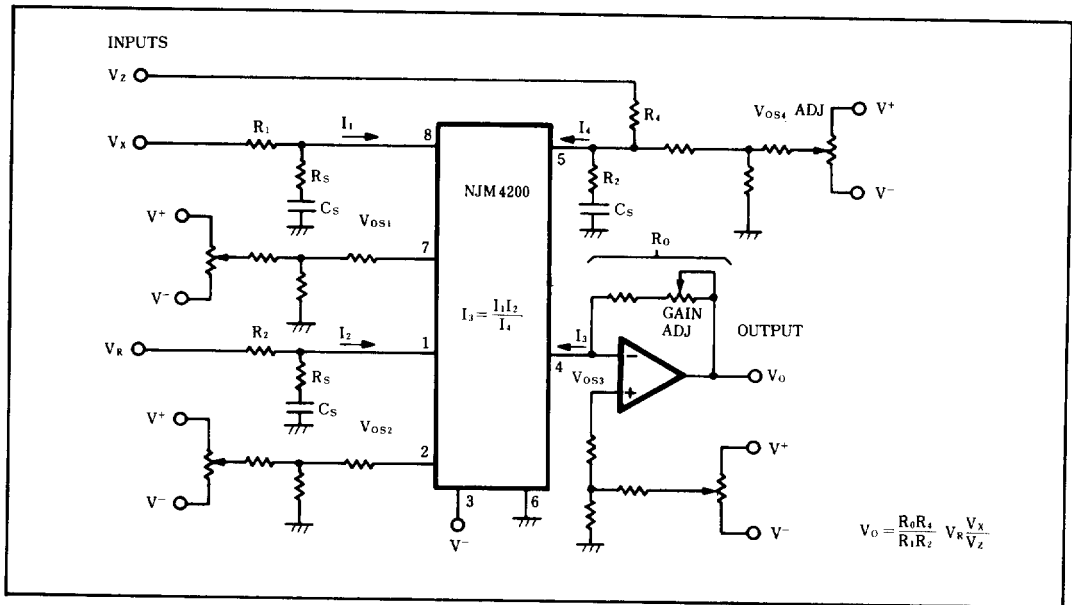 INPUTS
Vz
Vx
R1
I1
8
Rs
Cs
V+
V−
Vos1
7
VR
R2
I2
1
Rs
Cs
V+
V−
Vos2
2
NJM4200
I3=I1I2/I4
3
V−
6
I4
5
R4
R2
Cs
Vos4 ADJ
V+
V−
R0
GAIN
ADJ
OUTPUT
I3
4
−
+
Vos3
Vo
V+
V−
Vo=R0R4/R1R2 VR Vx/Vz